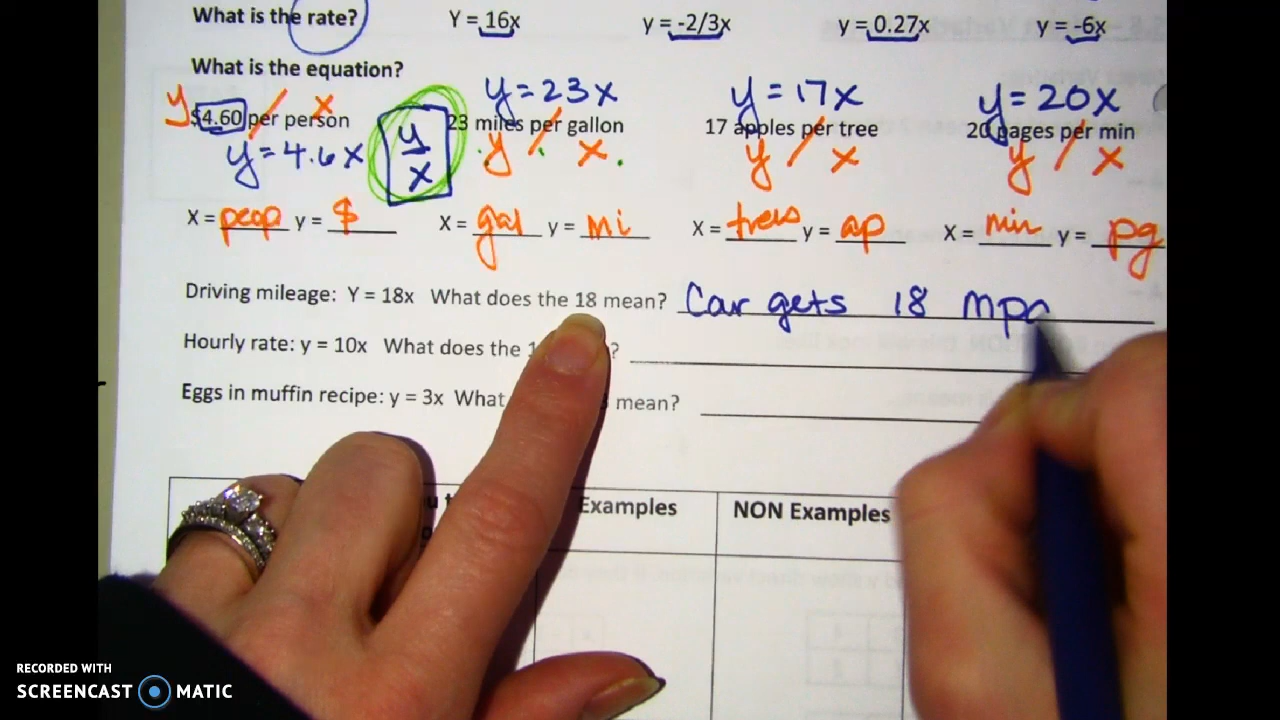 What is the rate? Y = 16x y = -2/3x y = 0.27x y = -6x
What is the equation?
y = 23x y = 17x y = 20x
$4.60 per person 23 miles per gallon 17 apples per tree 20 pages per min
y / x
y = 4.6x
y/x
y / x y / x y / x
X = peop y = $ X = gal y = mi X = trees y = ap X = min y = pg
Driving mileage: Y = 18x What does the 18 mean? Car gets 18 mpg
Hourly rate: y = 10x What does the ?
Eggs in muffin recipe: y = 3x What mean?
Examples NON Examples
RECORDED WITH
SCREENCAST MATIC